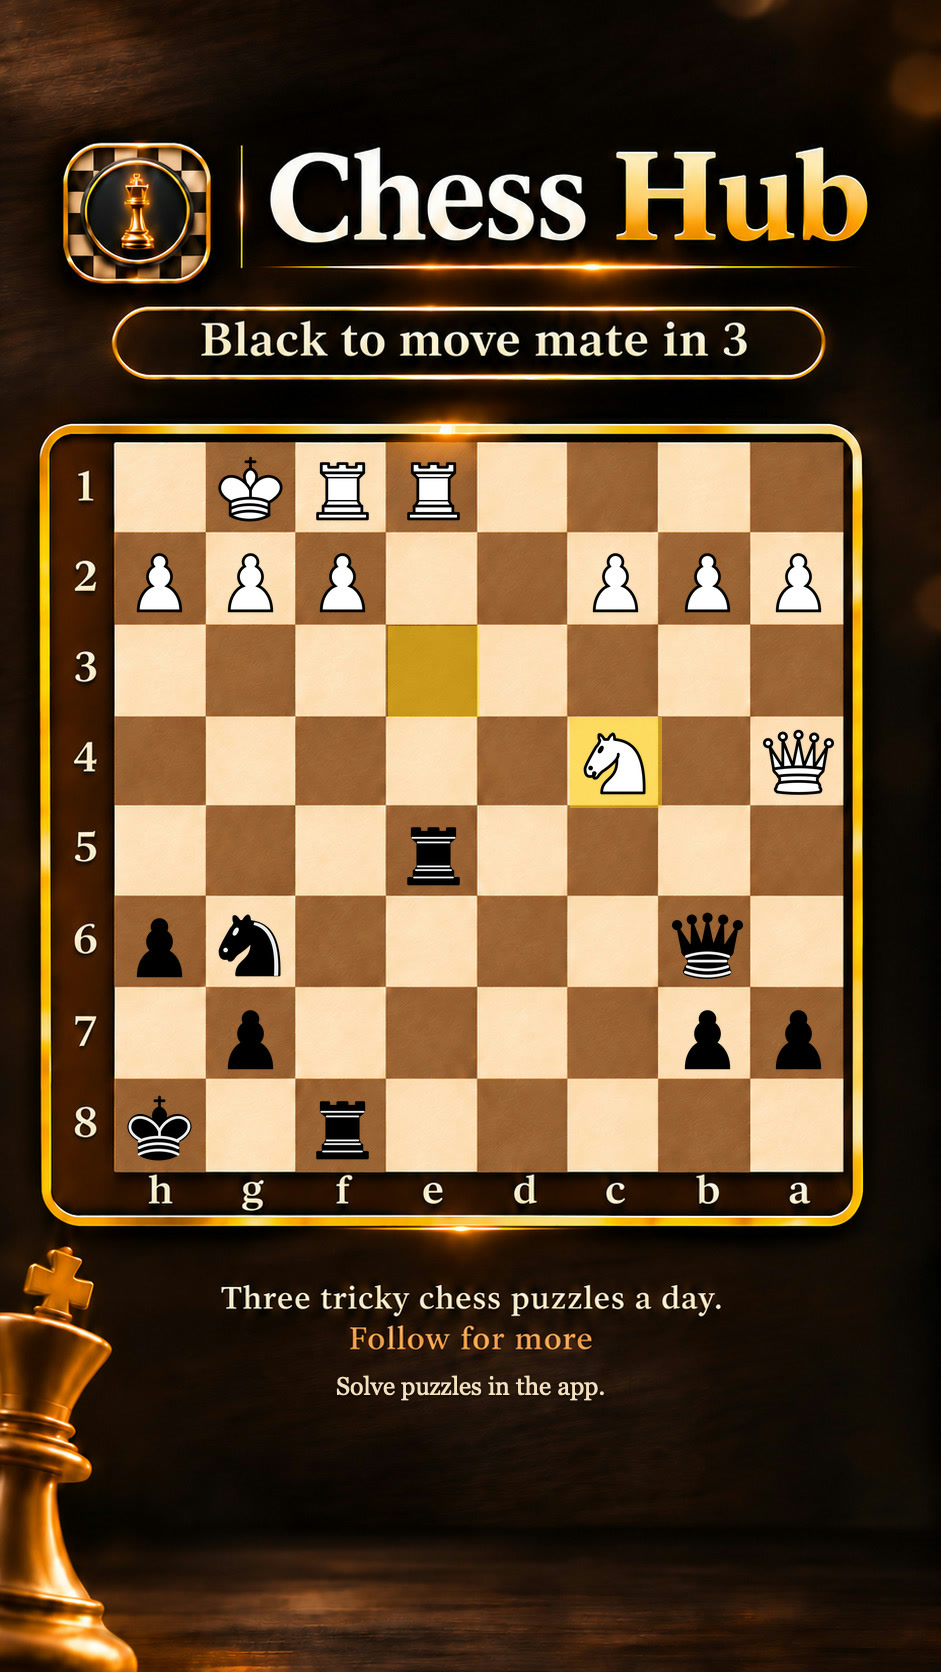 Chess Hub
Black to move mate in 3
1
2
3
4
5
6
7
8
h g f e d c b a
Three tricky chess puzzles a day.
Follow for more
Solve puzzles in the app.